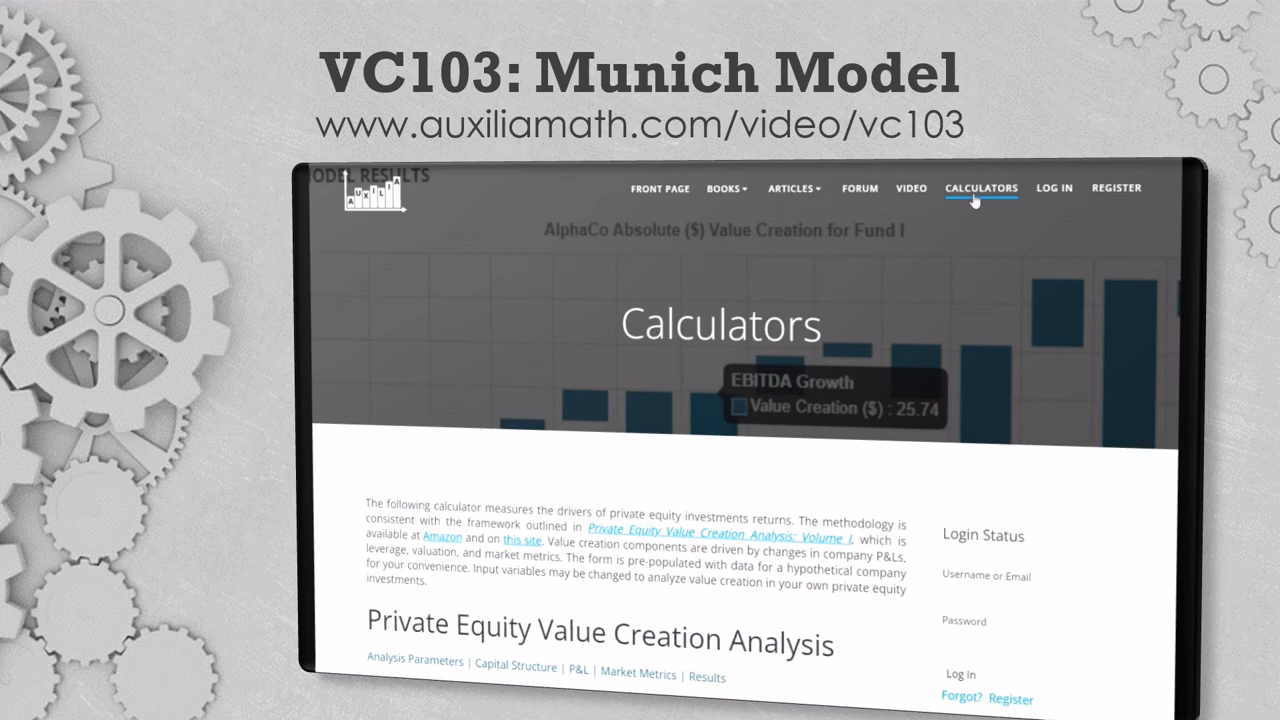 VC103: Munich Model
www.auxiliamath.com/video/vc103
ODEL RESULTS
AUXILIA
FRONT PAGE BOOKS ARTICLES FORUM VIDEO CALCULATORS LOG IN REGISTER
AlphaCo Absolute ($) Value Creation for Fund I
Calculators
EBITDA Growth
Value Creation ($) : 25.74
The following calculator measures the drivers of private equity investments returns. The methodology is
consistent with the framework outlined in Private Equity Value Creation Analysis: Volume I, which is
available at Amazon and on this site. Value creation components are driven by changes in company P&Ls,
leverage, valuation, and market metrics. The form is pre-populated with data for a hypothetical company
for your convenience. Input variables may be changed to analyze value creation in your own private equity
investments.
Private Equity Value Creation Analysis
Analysis Parameters | Capital Structure | P&L | Market Metrics | Results
Login Status
Username or Email
Password
Log In
Forgot? Register